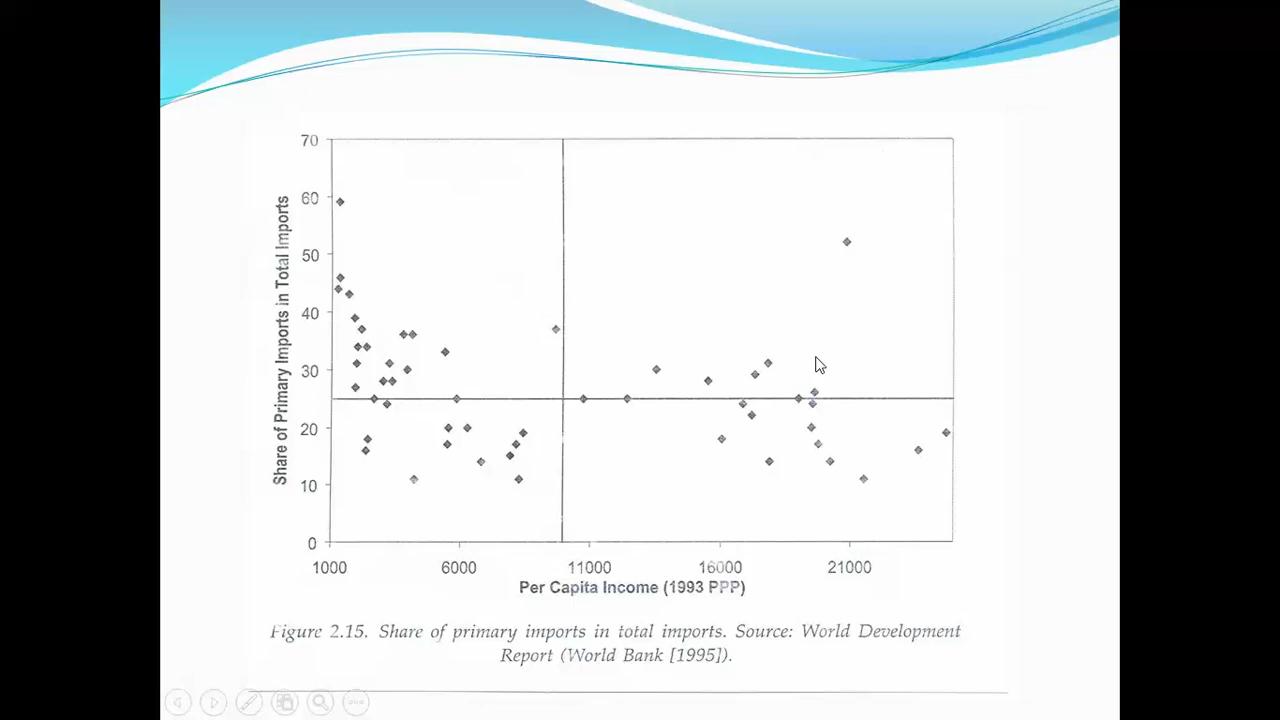 70
60
50
40
30
20
10
0
Share of Primary Imports in Total Imports
1000 6000 11000 16000 21000
Per Capita Income (1993 PPP)
Figure 2.15. Share of primary imports in total imports. Source: World Development
Report (World Bank [1995]).